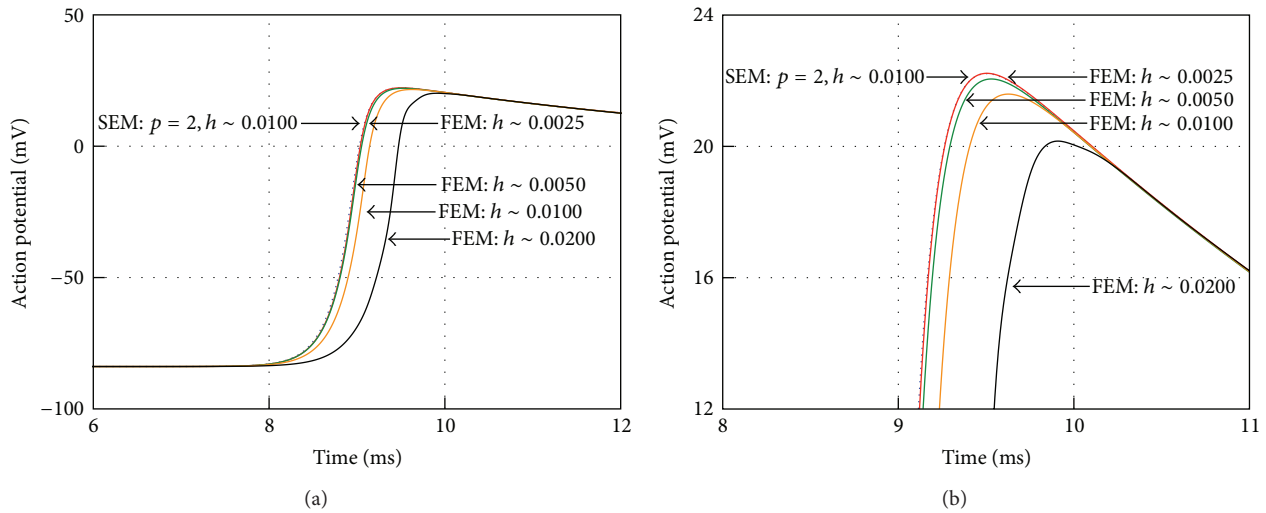 50
0
−50
−100
Action potential (mV)
SEM: p = 2, h ~ 0.0100
FEM: h ~ 0.0025
FEM: h ~ 0.0050
FEM: h ~ 0.0100
FEM: h ~ 0.0200
6
8
10
12
Time (ms)
(a)
24
20
16
12
Action potential (mV)
SEM: p = 2, h ~ 0.0100
FEM: h ~ 0.0025
FEM: h ~ 0.0050
FEM: h ~ 0.0100
FEM: h ~ 0.0200
8
9
10
11
Time (ms)
(b)